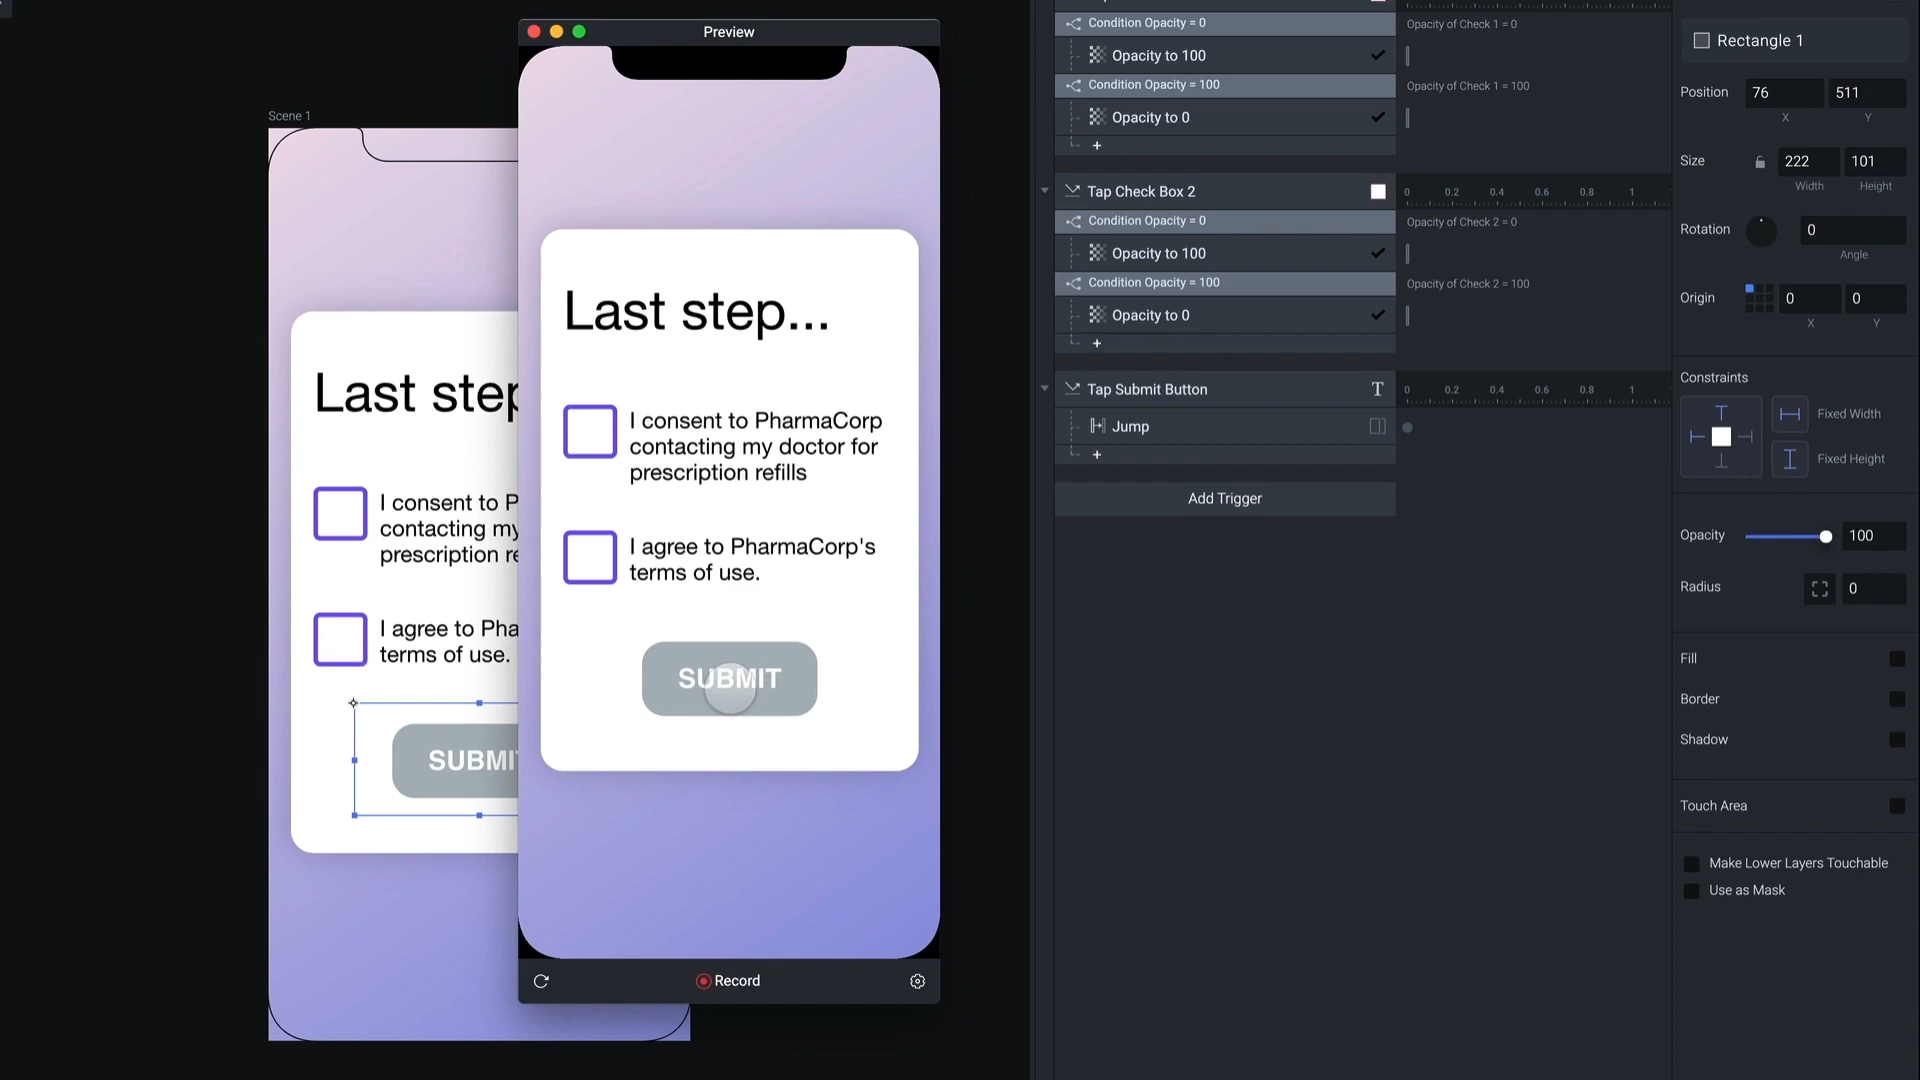 Scene 1
Last step
I consent to P
contacting my
prescription re
I agree to Pha
terms of use.
SUBMIT
Preview
Last step...
I consent to PharmaCorp
contacting my doctor for
prescription refills
I agree to PharmaCorp's
terms of use.
SUBMIT
Record
Condition Opacity = 0
Opacity of Check 1 = 0
Opacity to 100
Condition Opacity = 100
Opacity of Check 1 = 100
Opacity to 0
+
Tap Check Box 2
0 0.2 0.4 0.6 0.8 1
Condition Opacity = 0
Opacity of Check 2 = 0
Opacity to 100
Condition Opacity = 100
Opacity of Check 2 = 100
Opacity to 0
+
Tap Submit Button T
0 0.2 0.4 0.6 0.8 1
Jump
+
Add Trigger
Rectangle 1
Position 76 511
X Y
Size 222 101
Width Height
Rotation 0
Angle
Origin 0 0
X Y
Constraints
Fixed Width
Fixed Height
Opacity 100
Radius 0
Fill
Border
Shadow
Touch Area
Make Lower Layers Touchable
Use as Mask